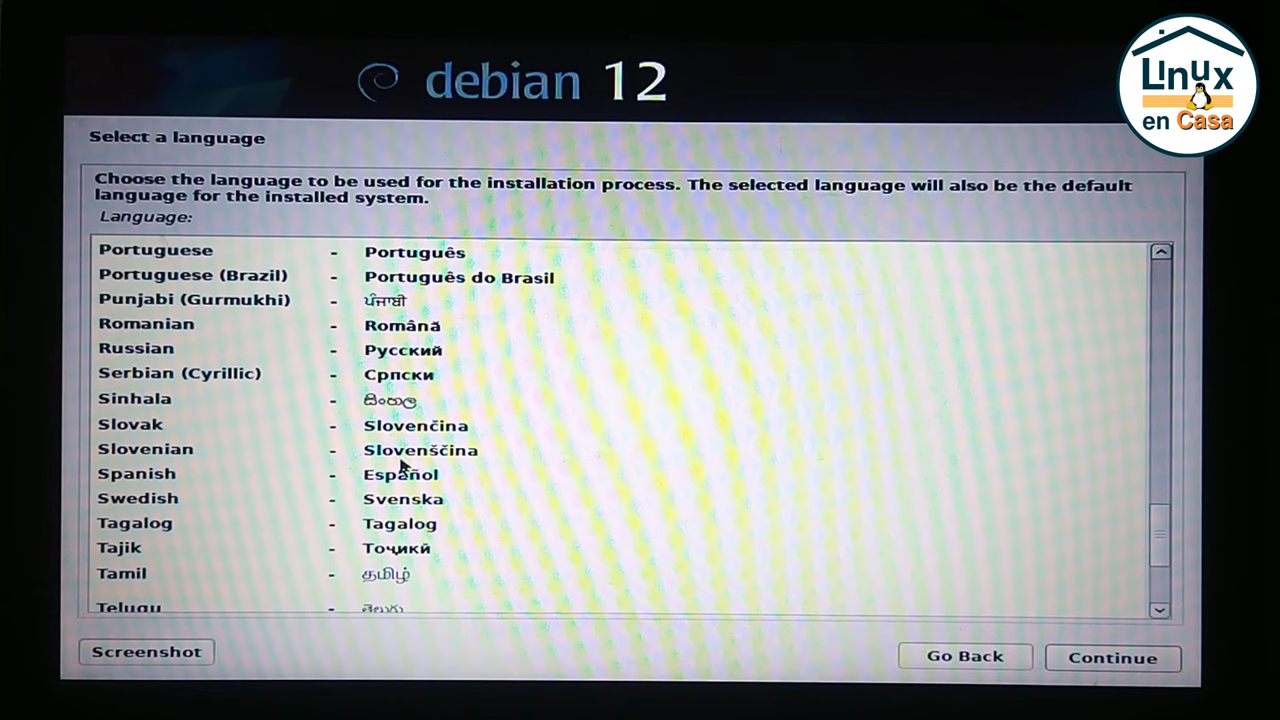 debian 12
Linux
en Casa
Select a language
Choose the language to be used for the installation process. The selected language will also be the default
language for the installed system.
Language:
Portuguese - Português
Portuguese (Brazil) - Português do Brasil
Punjabi (Gurmukhi) - ਪੰਜਾਬੀ
Romanian - Română
Russian - Русский
Serbian (Cyrillic) - Српски
Sinhala - සිංහල
Slovak - Slovenčina
Slovenian - Slovenščina
Spanish - Español
Swedish - Svenska
Tagalog - Tagalog
Tajik - Тоҷикӣ
Tamil - தமிழ்
Telugu - తెలుగు
Screenshot
Go Back
Continue